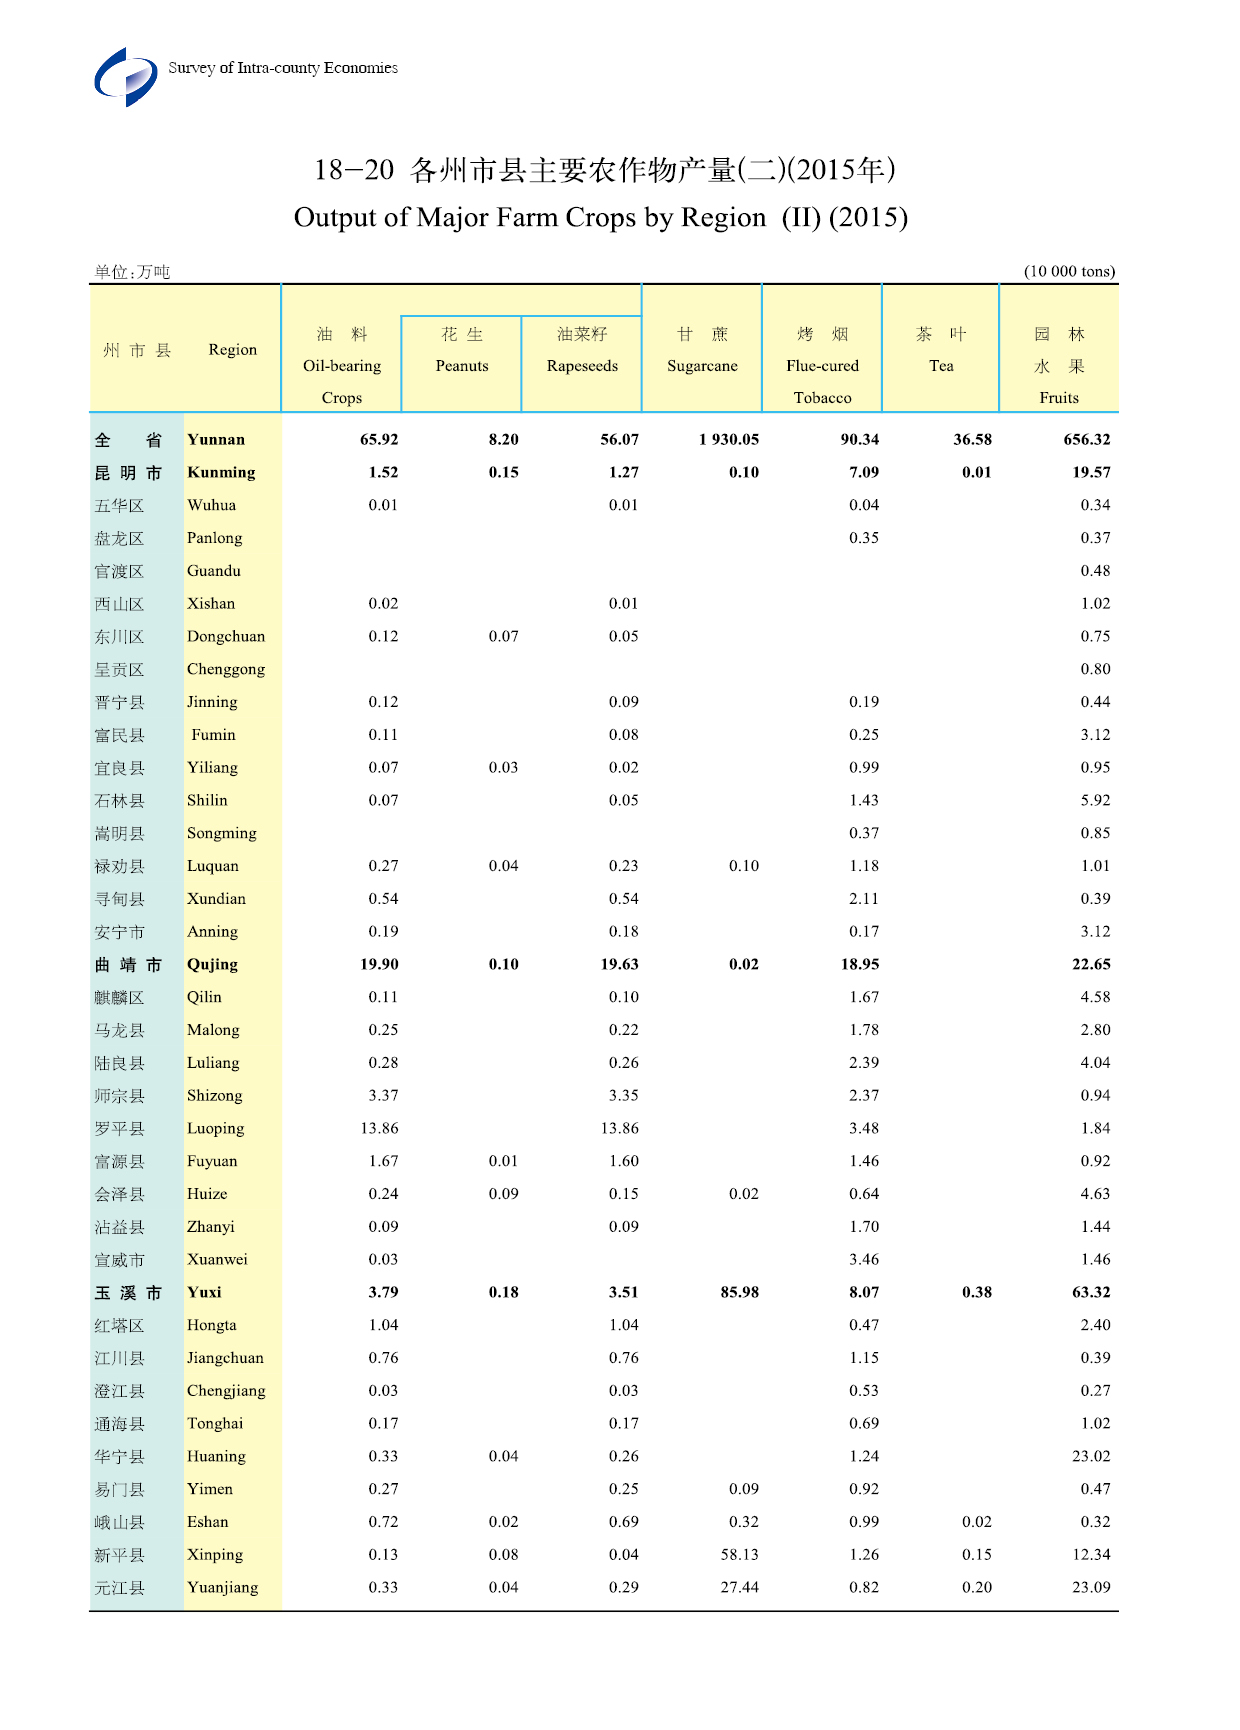 Survey of Intra-county Economies
18−20 各州市县主要农作物产量(二)(2015年)
Output of Major Farm Crops by Region (II) (2015)
单位:万吨 (10 000 tons)
州 市 县 Region 油 料 花 生 油菜籽 甘 蔗 烤 烟 茶 叶 园 林
Oil-bearing Peanuts Rapeseeds Sugarcane Flue-cured Tea 水 果
Crops Tobacco Fruits
全 省 Yunnan 65.92 8.20 56.07 1 930.05 90.34 36.58 656.32
昆 明 市 Kunming 1.52 0.15 1.27 0.10 7.09 0.01 19.57
五华区 Wuhua 0.01 0.01 0.04 0.34
盘龙区 Panlong 0.35 0.37
官渡区 Guandu 0.48
西山区 Xishan 0.02 0.01 1.02
东川区 Dongchuan 0.12 0.07 0.05 0.75
呈贡区 Chenggong 0.80
晋宁县 Jinning 0.12 0.09 0.19 0.44
富民县 Fumin 0.11 0.08 0.25 3.12
宜良县 Yiliang 0.07 0.03 0.02 0.99 0.95
石林县 Shilin 0.07 0.05 1.43 5.92
嵩明县 Songming 0.37 0.85
禄劝县 Luquan 0.27 0.04 0.23 0.10 1.18 1.01
寻甸县 Xundian 0.54 0.54 2.11 0.39
安宁市 Anning 0.19 0.18 0.17 3.12
曲 靖 市 Qujing 19.90 0.10 19.63 0.02 18.95 22.65
麒麟区 Qilin 0.11 0.10 1.67 4.58
马龙县 Malong 0.25 0.22 1.78 2.80
陆良县 Luliang 0.28 0.26 2.39 4.04
师宗县 Shizong 3.37 3.35 2.37 0.94
罗平县 Luoping 13.86 13.86 3.48 1.84
富源县 Fuyuan 1.67 0.01 1.60 1.46 0.92
会泽县 Huize 0.24 0.09 0.15 0.02 0.64 4.63
沾益县 Zhanyi 0.09 0.09 1.70 1.44
宣威市 Xuanwei 0.03 3.46 1.46
玉 溪 市 Yuxi 3.79 0.18 3.51 85.98 8.07 0.38 63.32
红塔区 Hongta 1.04 1.04 0.47 2.40
江川县 Jiangchuan 0.76 0.76 1.15 0.39
澄江县 Chengjiang 0.03 0.03 0.53 0.27
通海县 Tonghai 0.17 0.17 0.69 1.02
华宁县 Huaning 0.33 0.04 0.26 1.24 23.02
易门县 Yimen 0.27 0.25 0.09 0.92 0.47
峨山县 Eshan 0.72 0.02 0.69 0.32 0.99 0.02 0.32
新平县 Xinping 0.13 0.08 0.04 58.13 1.26 0.15 12.34
元江县 Yuanjiang 0.33 0.04 0.29 27.44 0.82 0.20 23.09